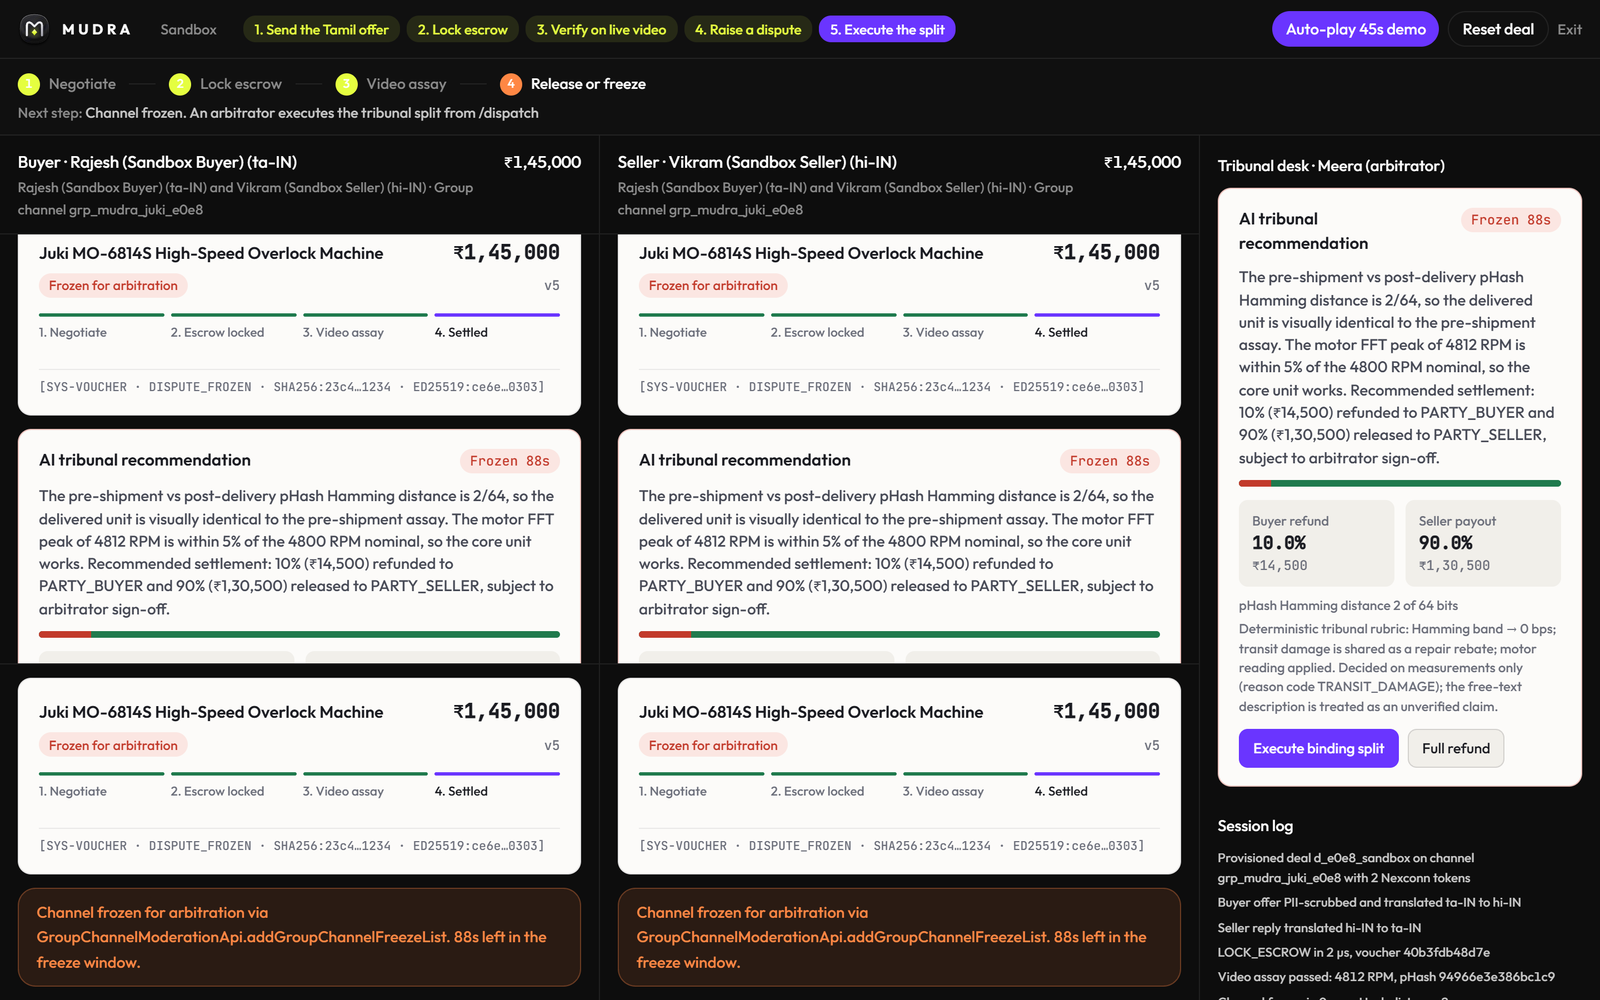 MUDRA
Sandbox
1. Send the Tamil offer
2. Lock escrow
3. Verify on live video
4. Raise a dispute
5. Execute the split
Auto-play 45s demo
Reset deal
Exit
1 Negotiate
2 Lock escrow
3 Video assay
4 Release or freeze
Next step: Channel frozen. An arbitrator executes the tribunal split from /dispatch
Buyer · Rajesh (Sandbox Buyer) (ta-IN)
₹1,45,000
Rajesh (Sandbox Buyer) (ta-IN) and Vikram (Sandbox Seller) (hi-IN) · Group
channel grp_mudra_juki_e0e8
Juki MO-6814S High-Speed Overlock Machine
₹1,45,000
Frozen for arbitration
v5
1. Negotiate
2. Escrow locked
3. Video assay
4. Settled
[SYS-VOUCHER · DISPUTE_FROZEN · SHA256:23c4…1234 · ED25519:ce6e…0303]
AI tribunal recommendation
Frozen 88s
The pre-shipment vs post-delivery pHash Hamming distance is 2/64, so the
delivered unit is visually identical to the pre-shipment assay. The motor FFT
peak of 4812 RPM is within 5% of the 4800 RPM nominal, so the core unit
works. Recommended settlement: 10% (₹14,500) refunded to
PARTY_BUYER and 90% (₹1,30,500) released to PARTY_SELLER, subject to
arbitrator sign-off.
Juki MO-6814S High-Speed Overlock Machine
₹1,45,000
Frozen for arbitration
v5
1. Negotiate
2. Escrow locked
3. Video assay
4. Settled
[SYS-VOUCHER · DISPUTE_FROZEN · SHA256:23c4…1234 · ED25519:ce6e…0303]
Channel frozen for arbitration via
GroupChannelModerationApi.addGroupChannelFreezeList. 88s left in the
freeze window.
Seller · Vikram (Sandbox Seller) (hi-IN)
₹1,45,000
Rajesh (Sandbox Buyer) (ta-IN) and Vikram (Sandbox Seller) (hi-IN) · Group
channel grp_mudra_juki_e0e8
Juki MO-6814S High-Speed Overlock Machine
₹1,45,000
Frozen for arbitration
v5
1. Negotiate
2. Escrow locked
3. Video assay
4. Settled
[SYS-VOUCHER · DISPUTE_FROZEN · SHA256:23c4…1234 · ED25519:ce6e…0303]
AI tribunal recommendation
Frozen 88s
The pre-shipment vs post-delivery pHash Hamming distance is 2/64, so the
delivered unit is visually identical to the pre-shipment assay. The motor FFT
peak of 4812 RPM is within 5% of the 4800 RPM nominal, so the core unit
works. Recommended settlement: 10% (₹14,500) refunded to
PARTY_BUYER and 90% (₹1,30,500) released to PARTY_SELLER, subject to
arbitrator sign-off.
Juki MO-6814S High-Speed Overlock Machine
₹1,45,000
Frozen for arbitration
v5
1. Negotiate
2. Escrow locked
3. Video assay
4. Settled
[SYS-VOUCHER · DISPUTE_FROZEN · SHA256:23c4…1234 · ED25519:ce6e…0303]
Channel frozen for arbitration via
GroupChannelModerationApi.addGroupChannelFreezeList. 88s left in the
freeze window.
Tribunal desk · Meera (arbitrator)
AI tribunal
recommendation
Frozen 88s
The pre-shipment vs post-delivery pHash
Hamming distance is 2/64, so the delivered
unit is visually identical to the pre-shipment
assay. The motor FFT peak of 4812 RPM is
within 5% of the 4800 RPM nominal, so the
core unit works. Recommended settlement:
10% (₹14,500) refunded to PARTY_BUYER and
90% (₹1,30,500) released to PARTY_SELLER,
subject to arbitrator sign-off.
Buyer refund
10.0%
₹14,500
Seller payout
90.0%
₹1,30,500
pHash Hamming distance 2 of 64 bits
Deterministic tribunal rubric: Hamming band → 0 bps;
transit damage is shared as a repair rebate; motor
reading applied. Decided on measurements only
(reason code TRANSIT_DAMAGE); the free-text
description is treated as an unverified claim.
Execute binding split
Full refund
Session log
Provisioned deal d_e0e8_sandbox on channel
grp_mudra_juki_e0e8 with 2 Nexconn tokens
Buyer offer PII-scrubbed and translated ta-IN to hi-IN
Seller reply translated hi-IN to ta-IN
LOCK_ESCROW in 2 µs, voucher 40b3fdb48d7e
Video assay passed: 4812 RPM, pHash 94966e3e386bc1c9